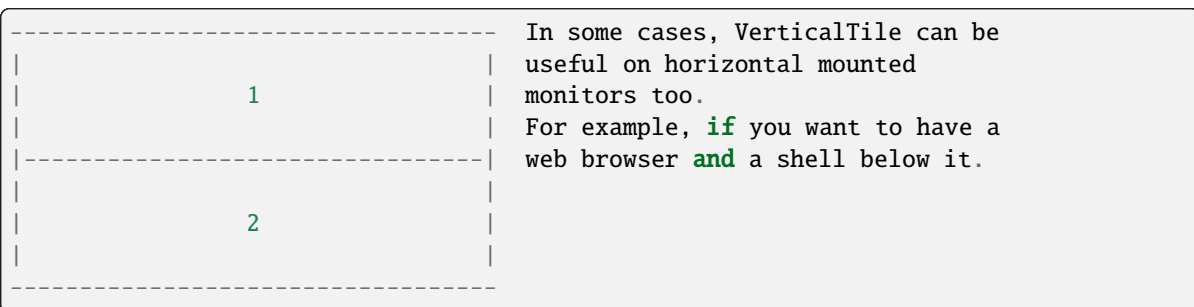 ----------------------------------- In some cases, VerticalTile can be
|                                 | useful on horizontal mounted
|                1                | monitors too.
|                                 | For example, if you want to have a
|---------------------------------| web browser and a shell below it.
|                                 |
|                2                |
|                                 |
-----------------------------------